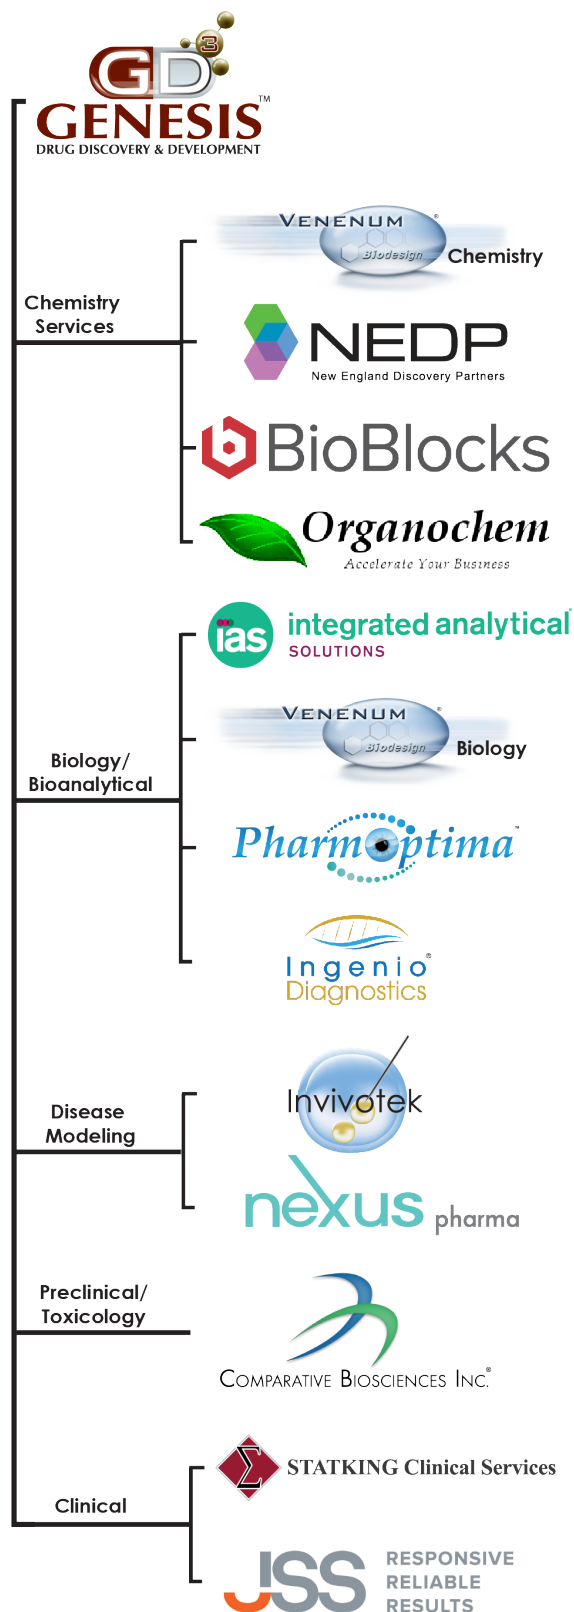 GD3
GENESIS™
DRUG DISCOVERY & DEVELOPMENT
Chemistry
Services
VENENUM®
Biodesign
Chemistry
NEDP
New England Discovery Partners
BioBlocks
Organochem
Accelerate Your Business
Biology/
Bioanalytical
ias
integrated analytical
SOLUTIONS
VENENUM®
Biodesign
Biology
PharmOptima™
Ingenio®
Diagnostics
Disease
Modeling
Invivotek
nexus pharma
Preclinical/
Toxicology
COMPARATIVE BIOSCIENCES INC.®
Clinical
Σ
STATKING Clinical Services
JSS
RESPONSIVE
RELIABLE
RESULTS